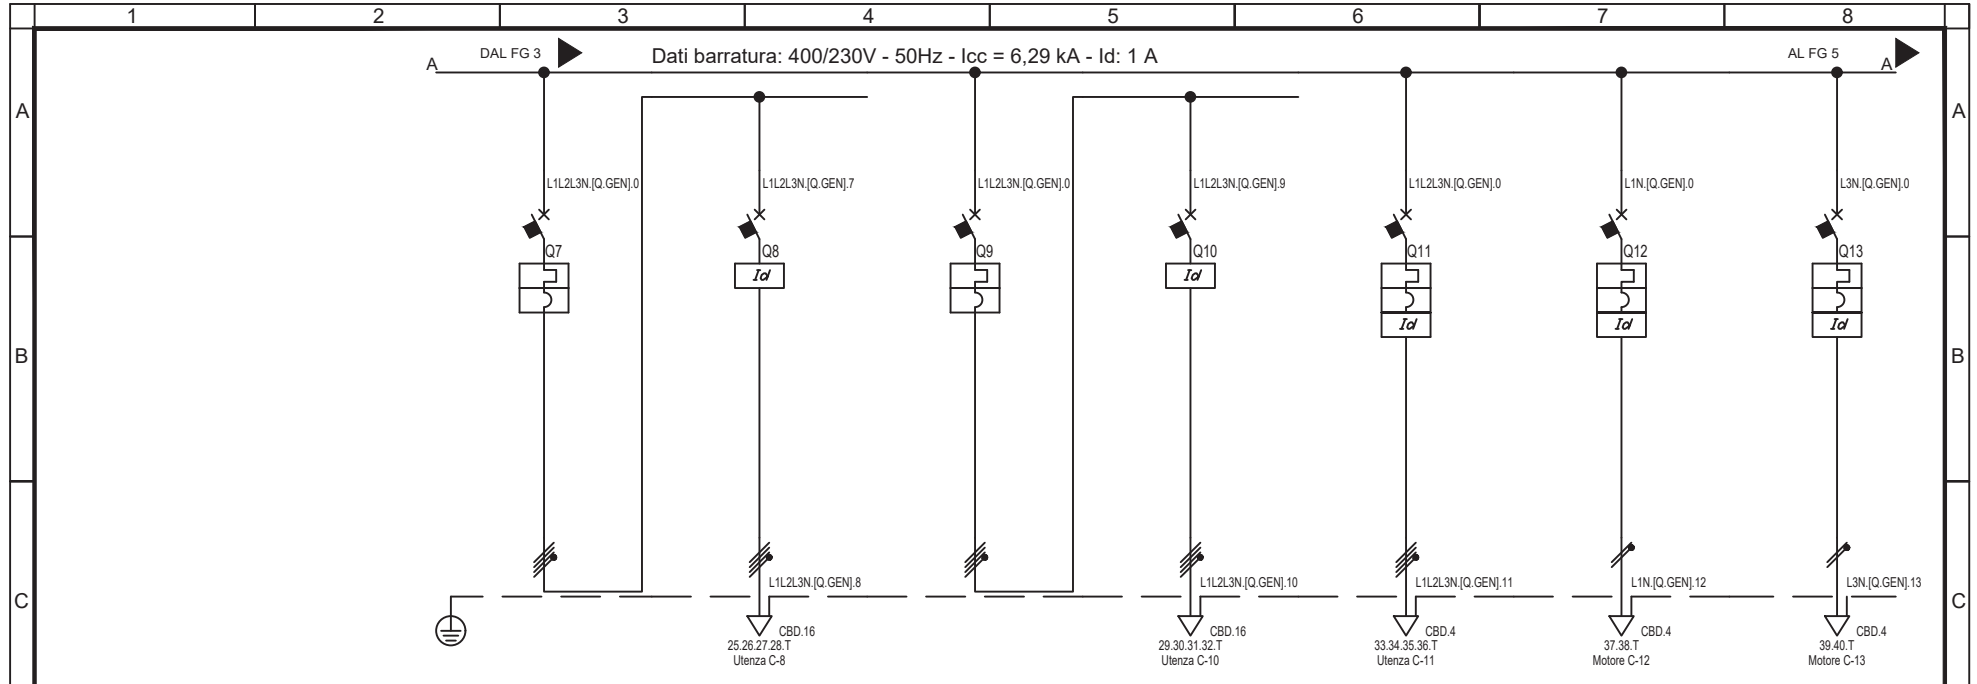 1 2 3 4 5 6 7 8
A DAL FG 3 Dati barratura: 400/230V - 50Hz - Icc = 6,29 kA - Id: 1 A AL FG 5 A
A A
L1L2L3N.[Q.GEN].0 L1L2L3N.[Q.GEN].7 L1L2L3N.[Q.GEN].0 L1L2L3N.[Q.GEN].9 L1L2L3N.[Q.GEN].0 L1N.[Q.GEN].0 L3N.[Q.GEN].0
Q7 Q8 Q9 Q10 Q11 Q12 Q13
Id Id
Id Id Id
B B
L1L2L3N.[Q.GEN].8 L1L2L3N.[Q.GEN].10 L1L2L3N.[Q.GEN].11 L1N.[Q.GEN].12 L3N.[Q.GEN].13
C C
CBD.16 CBD.16 CBD.4 CBD.4 CBD.4
25.26.27.28.T 29.30.31.32.T 33.34.35.36.T 37.38.T 39.40.T
Utenza C-8 Utenza C-10 Utenza C-11 Motore C-12 Motore C-13